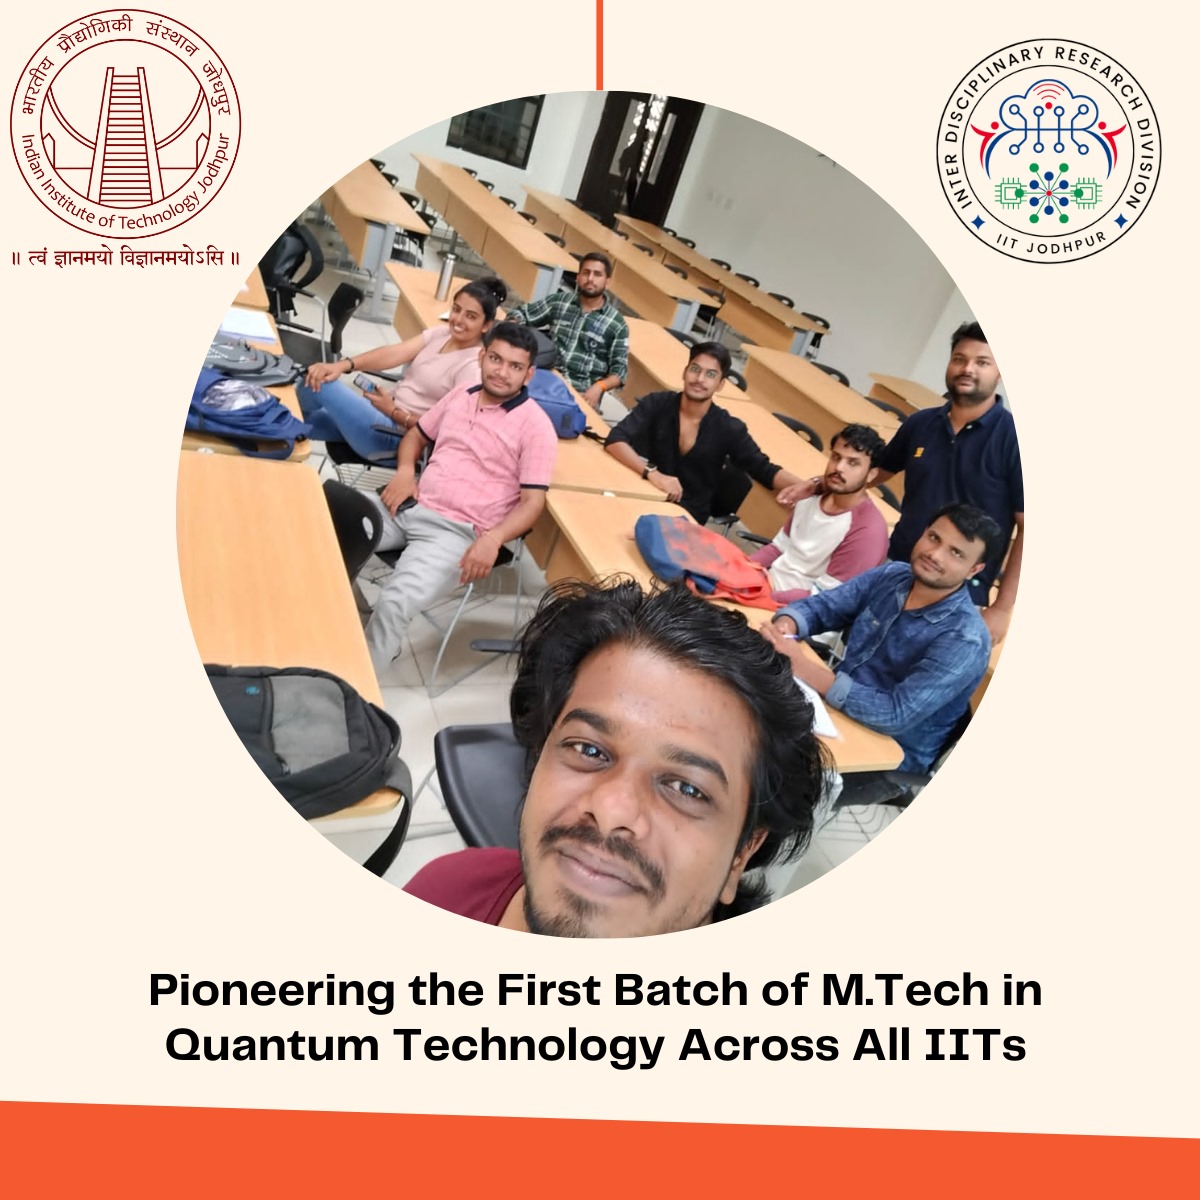 भारतीय प्रौद्योगिकी संस्थान जोधपुर
Indian Institute of Technology Jodhpur
॥ त्वं ज्ञानमयो विज्ञानमयोऽसि ॥
INTER DISCIPLINARY RESEARCH DIVISION
IIT JODHPUR
Pioneering the First Batch of M.Tech in
Quantum Technology Across All IITs